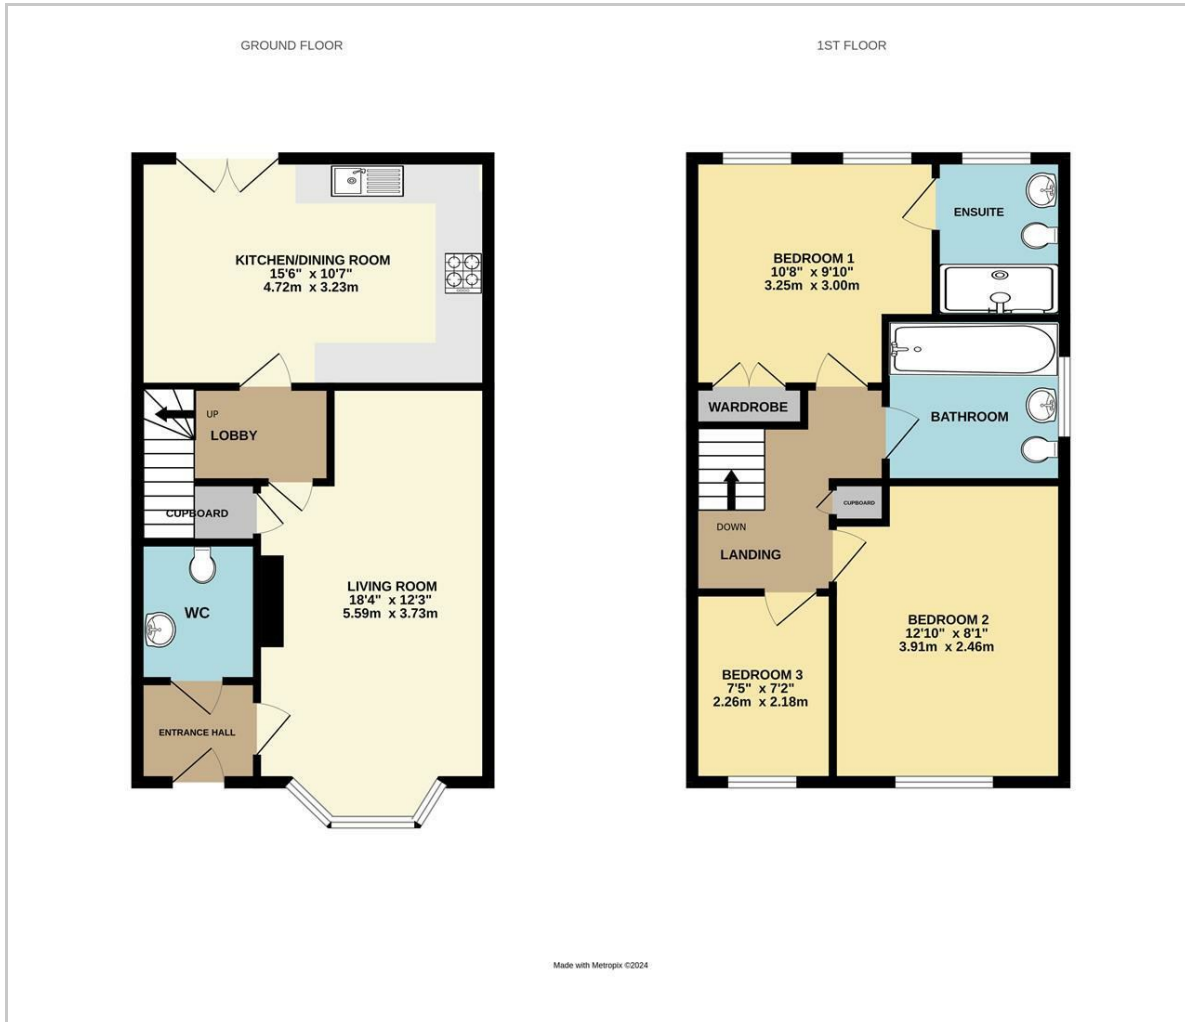 GROUND FLOOR
1ST FLOOR
KITCHEN/DINING ROOM
15'6" x 10'7"
4.72m x 3.23m
UP
LOBBY
CUPBOARD
WC
LIVING ROOM
18'4" x 12'3"
5.59m x 3.73m
ENTRANCE HALL
ENSUITE
BEDROOM 1
10'8" x 9'10"
3.25m x 3.00m
WARDROBE
BATHROOM
CUPBOARD
DOWN
LANDING
BEDROOM 2
12'10" x 8'1"
3.91m x 2.46m
BEDROOM 3
7'5" x 7'2"
2.26m x 2.18m
Made with Metropix ©2024